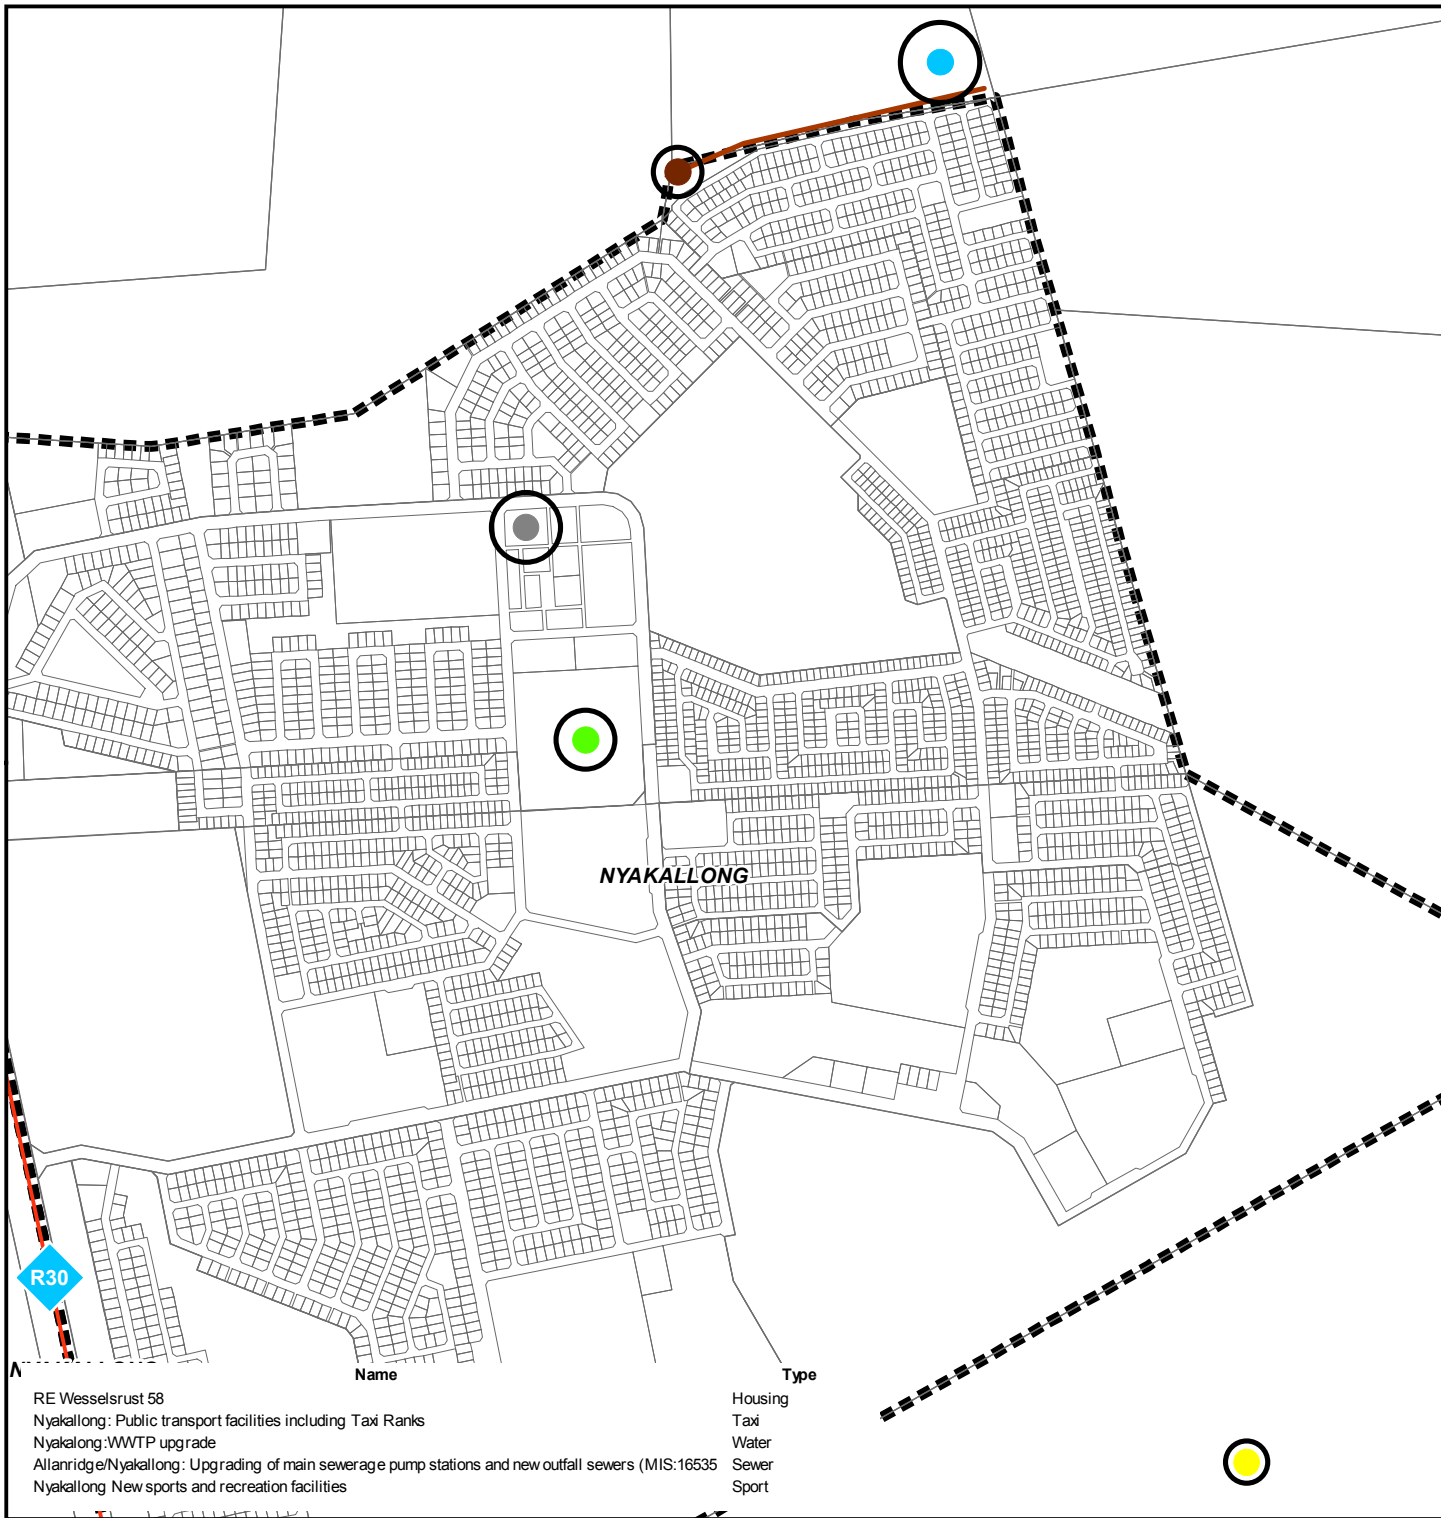 NYAKALLONG
R30
Name Type
RE Wesselsrust 58 Housing
Nyakallong: Public transport facilities including Taxi Ranks Taxi
Nyakalong:WWTP upgrade Water
Allanridge/Nyakallong: Upgrading of main sewerage pump stations and new outfall sewers (MIS:16535 Sewer
Nyakallong New sports and recreation facilities Sport